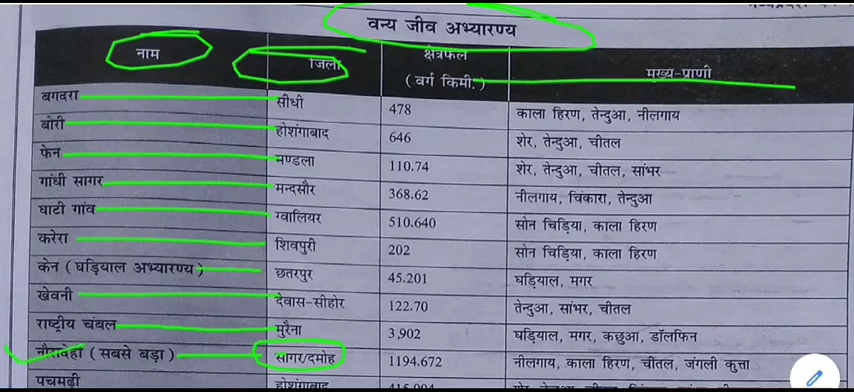 वन्य जीव अभ्यारण्य
नाम जिला क्षेत्रफल (वर्ग किमी.) मुख्य-प्राणी
बगदरा सीधी 478 काला हिरण, तेन्दुआ, नीलगाय
बोरी होशंगाबाद 646 शेर, तेन्दुआ, चीतल
फेन मण्डला 110.74 शेर, तेन्दुआ, चीतल, सांभर
गांधी सागर मन्दसौर 368.62 नीलगाय, चिंकारा, तेन्दुआ
घाटी गांव ग्वालियर 510.640 सोन चिड़िया, काला हिरण
करेरा शिवपुरी 202 सोन चिड़िया, काला हिरण
केन (घड़ियाल अभ्यारण्य) छतरपुर 45.201 घड़ियाल, मगर
खेवनी देवास-सीहोर 122.70 तेन्दुआ, सांभर, चीतल
राष्ट्रीय चंबल मुरैना 3,902 घड़ियाल, मगर, कछुआ, डॉलफिन
नौरादेही (सबसे बड़ा) सागर/दमोह 1194.672 नीलगाय, काला हिरण, चीतल, जंगली कुत्ता
पचमढ़ी होशंगाबाद